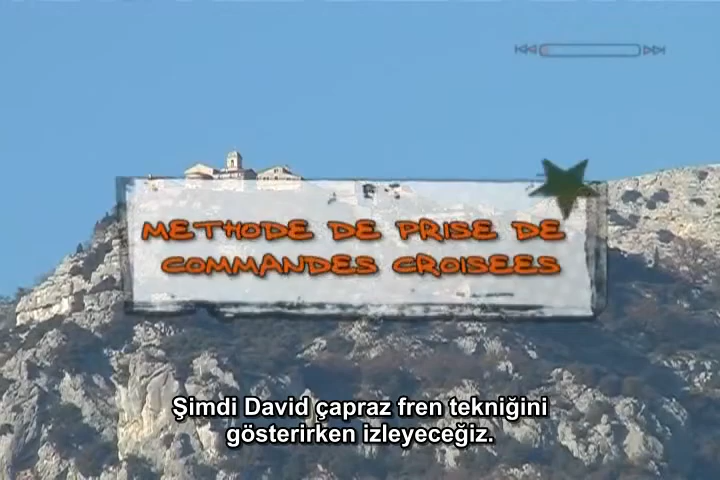 METHODE DE PRISE DE
COMMANDES CROISEES
Şimdi David çapraz fren tekniğini
gösterirken izleyeceğiz.